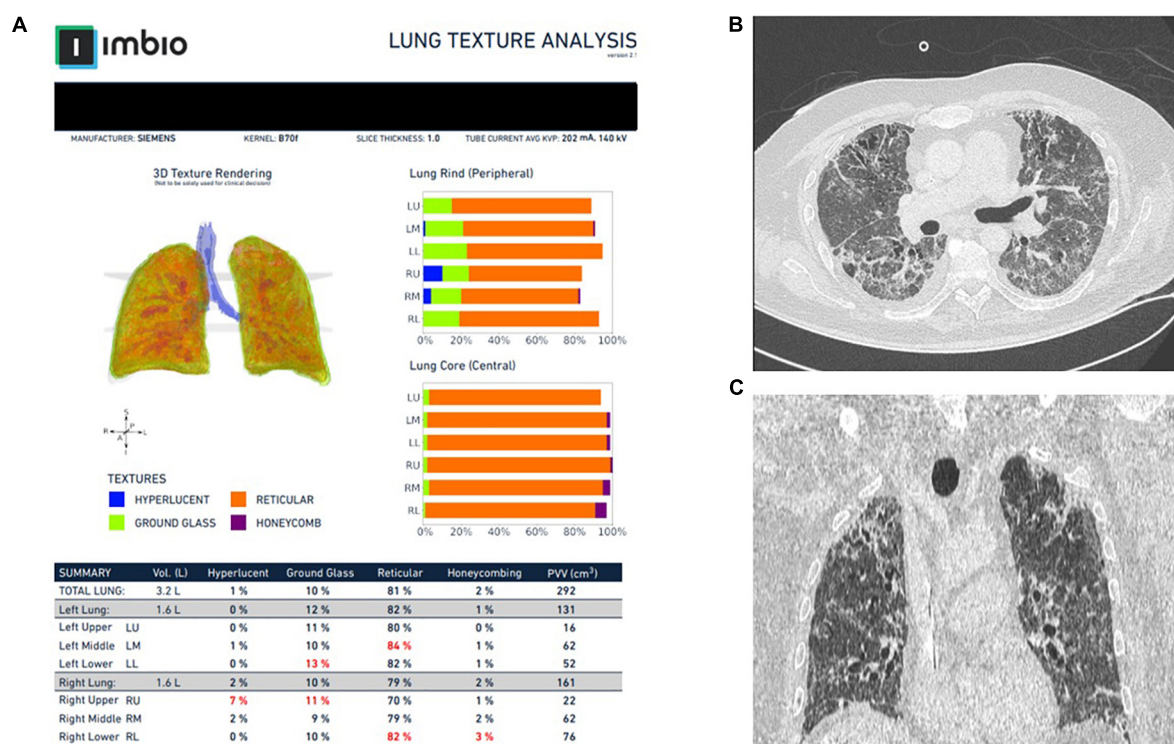 A
imbio
LUNG TEXTURE ANALYSIS
version 2.1
MANUFACTURER: SIEMENS KERNEL: B70f SLICE THICKNESS: 1.0 TUBE CURRENT AVG KVP: 202 mA, 140 kV
3D Texture Rendering
(Not to be solely used for clinical decision)
S
R P L
A
I
TEXTURES
HYPERLUCENT RETICULAR
GROUND GLASS HONEYCOMB
Lung Rind (Peripheral)
LU
LM
LL
RU
RM
RL
0% 20% 40% 60% 80% 100%
Lung Core (Central)
LU
LM
LL
RU
RM
RL
0% 20% 40% 60% 80% 100%
SUMMARY Vol. (L) Hyperlucent Ground Glass Reticular Honeycombing PVV (cm³)
TOTAL LUNG: 3.2 L 1 % 10 % 81 % 2 % 292
Left Lung: 1.6 L 0 % 12 % 82 % 1 % 131
Left Upper LU 0 % 11 % 80 % 0 % 16
Left Middle LM 1 % 10 % 84 % 1 % 62
Left Lower LL 0 % 13 % 82 % 1 % 52
Right Lung: 1.6 L 2 % 10 % 79 % 2 % 161
Right Upper RU 7 % 11 % 70 % 1 % 22
Right Middle RM 2 % 9 % 79 % 2 % 62
Right Lower RL 0 % 10 % 82 % 3 % 76
B
C